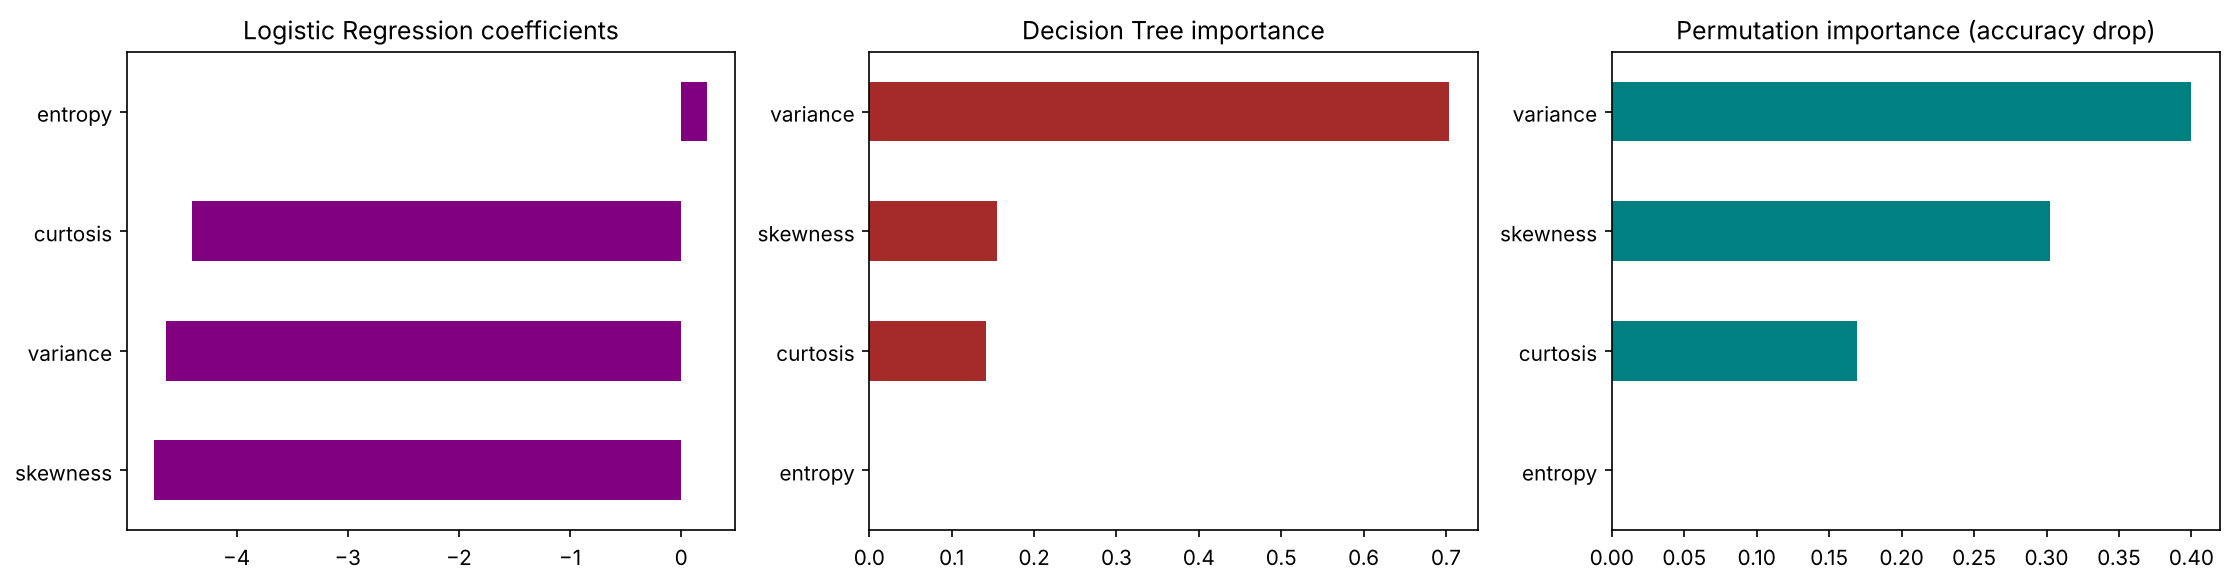 Logistic Regression coefficients
entropy
curtosis
variance
skewness
−4 −3 −2 −1 0
Decision Tree importance
variance
skewness
curtosis
entropy
0.0 0.1 0.2 0.3 0.4 0.5 0.6 0.7
Permutation importance (accuracy drop)
variance
skewness
curtosis
entropy
0.00 0.05 0.10 0.15 0.20 0.25 0.30 0.35 0.40